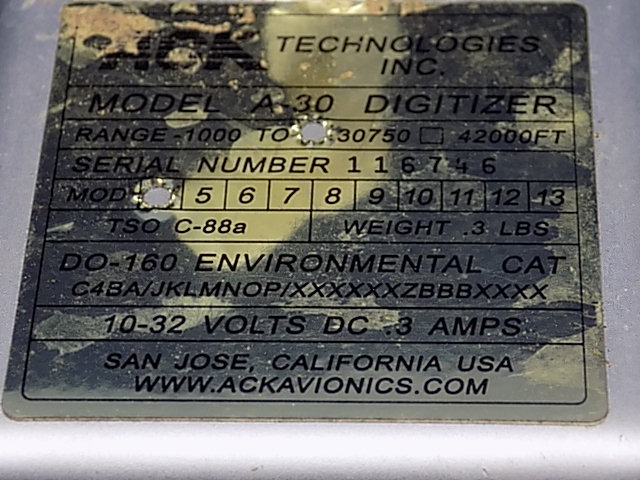 ACK TECHNOLOGIES
INC.
MODEL A-30 DIGITIZER
RANGE -1000 TO 30750 42000FT
SERIAL NUMBER 116746
MOD 5 6 7 8 9 10 11 12 13
TSO C-88a WEIGHT .3 LBS
DO-160 ENVIRONMENTAL CAT
C4BA/JKLMNOP/XXXXXXZBBBXXXX
10-32 VOLTS DC .3 AMPS
SAN JOSE, CALIFORNIA USA
WWW.ACKAVIONICS.COM